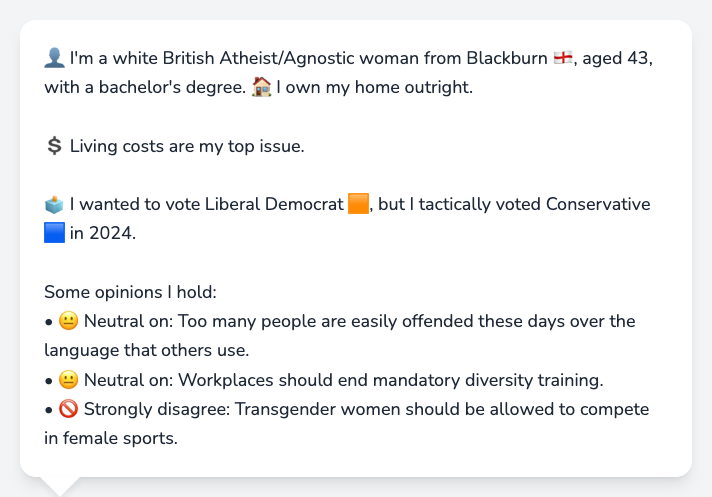 👤 I'm a white British Atheist/Agnostic woman from Blackburn 🏴󠁧󠁢󠁥󠁮󠁧󠁿, aged 43,
with a bachelor's degree. 🏠 I own my home outright.
💲 Living costs are my top issue.
🗳️ I wanted to vote Liberal Democrat 🟧, but I tactically voted Conservative
🟦 in 2024.
Some opinions I hold:
• 😐 Neutral on: Too many people are easily offended these days over the
language that others use.
• 😐 Neutral on: Workplaces should end mandatory diversity training.
• 🚫 Strongly disagree: Transgender women should be allowed to compete
in female sports.